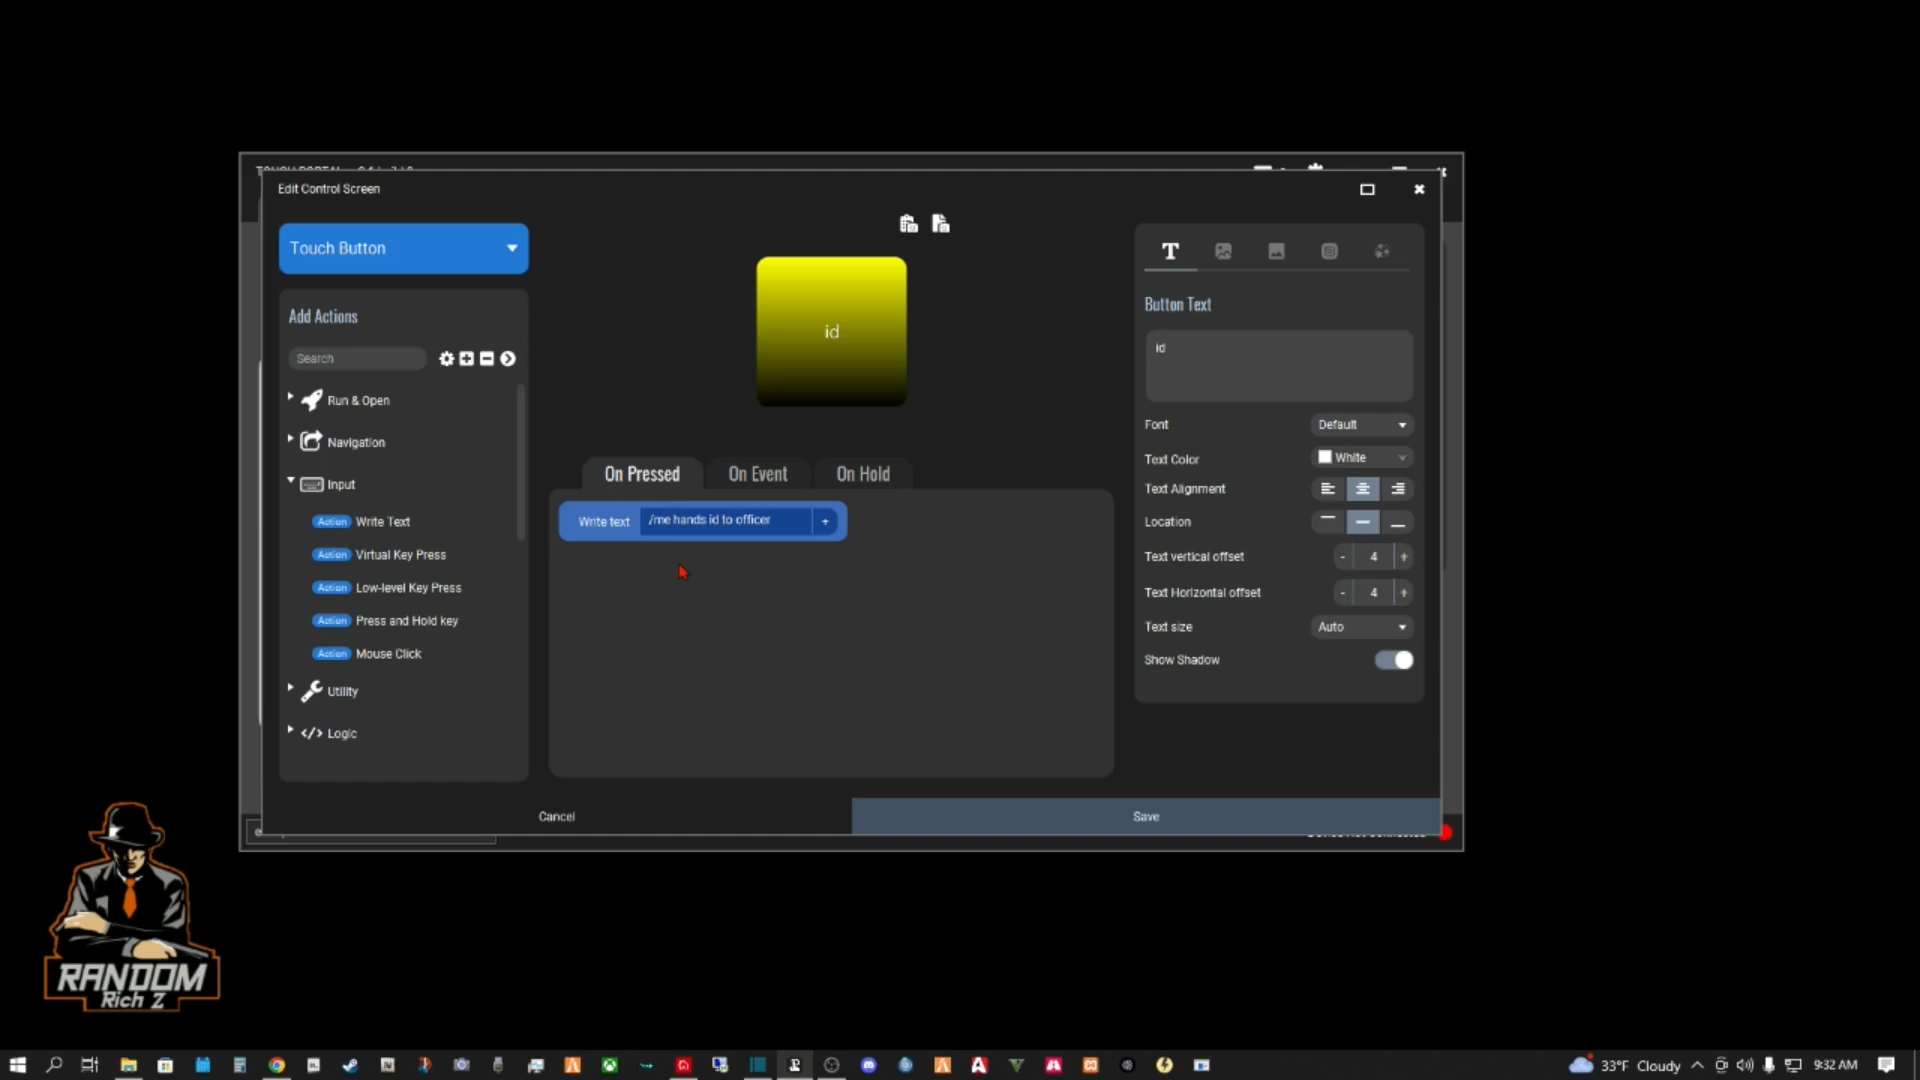 Edit Control Screen
Touch Button
Add Actions
Search
Run & Open
Navigation
Input
Action Write Text
Action Virtual Key Press
Action Low-level Key Press
Action Press and Hold key
Action Mouse Click
Utility
</> Logic
id
On Pressed
On Event
On Hold
Write text /me hands id to officer +
Cancel
Save
T
Button Text
id
Font Default
Text Color White
Text Alignment
Location
Text vertical offset - 4 +
Text Horizontal offset - 4 +
Text size Auto
Show Shadow
RANDOM
Rich Z
33°F Cloudy
9:32 AM